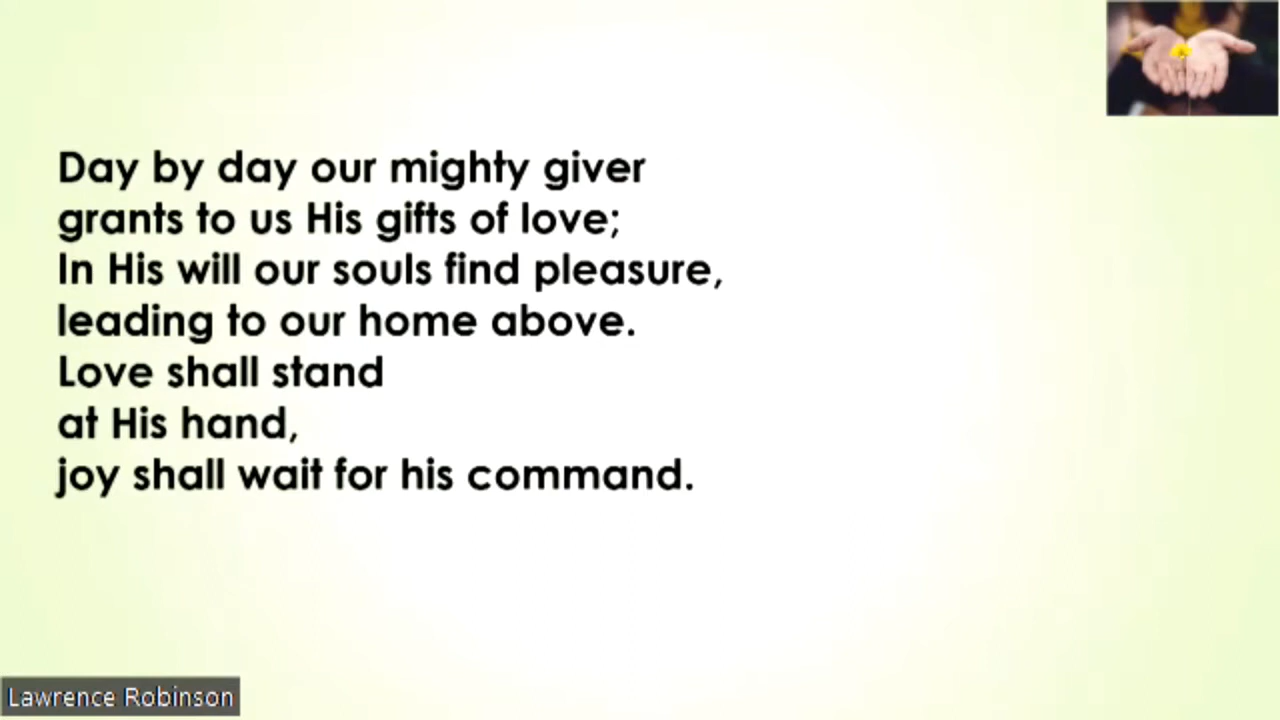 Day by day our mighty giver
grants to us His gifts of love;
In His will our souls find pleasure,
leading to our home above.
Love shall stand
at His hand,
joy shall wait for his command.
Lawrence Robinson